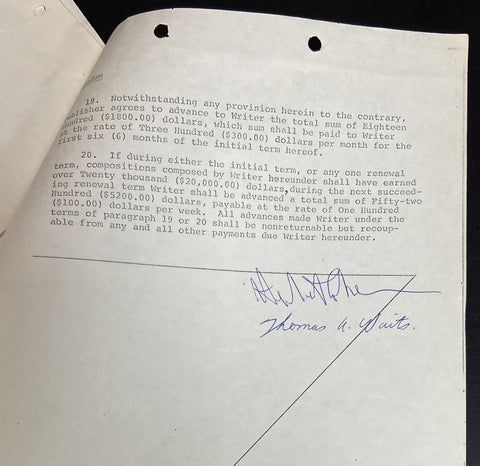 19. Notwithstanding any provision herein to the contrary,
Publisher agrees to advance to Writer the total sum of Eighteen
Hundred ($1800.00) dollars, which sum shall be paid to Writer
at the rate of Three Hundred ($300.00) dollars per month for the
first six (6) months of the initial term hereof.
20. If during either the initial term, or any one renewal
term, compositions composed by Writer hereunder shall have earned
over Twenty thousand ($20,000.00) dollars, during the next succeed-
ing renewal term Writer shall be advanced a total sum of Fifty-two
Hundred ($5200.00) dollars, payable at the rate of One Hundred
($100.00) dollars per week. All advances made Writer under the
terms of paragraph 19 or 20 shall be nonreturnable but recoup-
able from any and all other payments due Writer hereunder.
Thomas A. Waits.